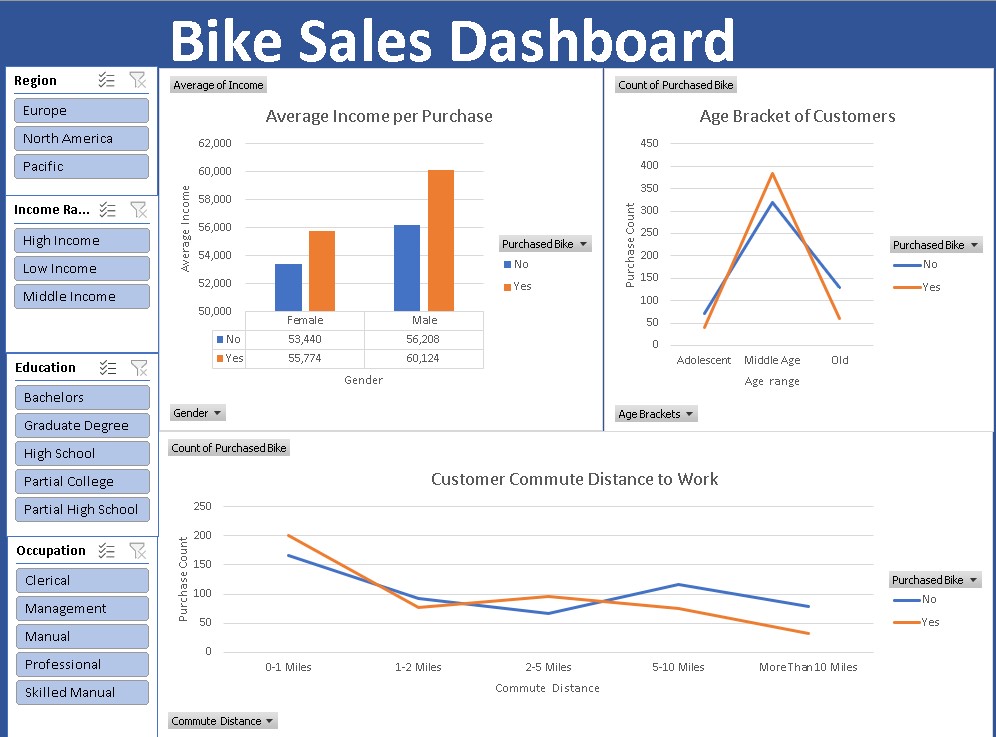 Bike Sales Dashboard
Region
Europe
North America
Pacific
Income Ra...
High Income
Low Income
Middle Income
Education
Bachelors
Graduate Degree
High School
Partial College
Partial High School
Occupation
Clerical
Management
Manual
Professional
Skilled Manual
Average of Income
Average Income per Purchase
Average Income
62,000
60,000
58,000
56,000
54,000
52,000
50,000
Female Male
No 53,440 56,208
Yes 55,774 60,124
Gender
Purchased Bike
No
Yes
Gender
Count of Purchased Bike
Age Bracket of Customers
Purchase Count
450
400
350
300
250
200
150
100
50
0
Adolescent Middle Age Old
Age range
Purchased Bike
No
Yes
Age Brackets
Count of Purchased Bike
Customer Commute Distance to Work
Purchase Count
250
200
150
100
50
0
0-1 Miles 1-2 Miles 2-5 Miles 5-10 Miles More Than 10 Miles
Commute Distance
Purchased Bike
No
Yes
Commute Distance